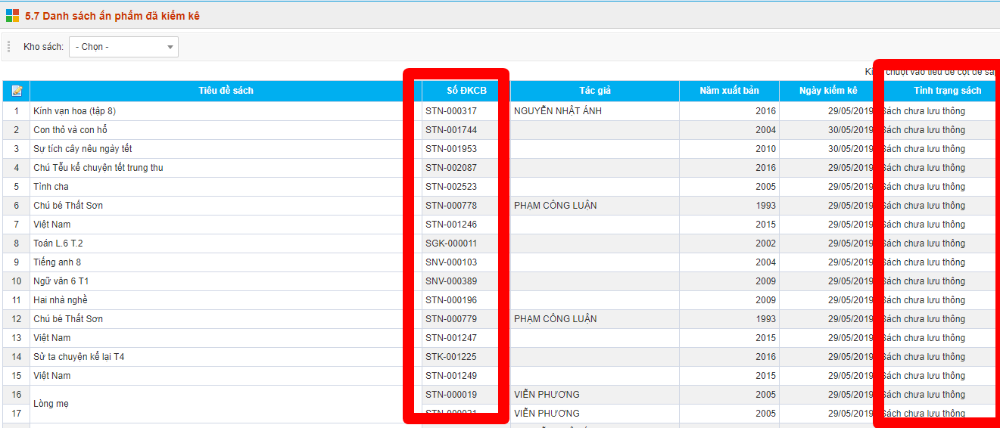 5.7 Danh sách ấn phẩm đã kiểm kê
Kho sách: - Chọn -
chuột vào tiêu đề cột để sắp
Tiêu đề sách Số ĐKCB Tác giả Năm xuất bản Ngày kiểm kê Tình trạng sách
1 Kính vạn hoa (tập 8) STN-000317 NGUYỄN NHẬT ÁNH 2016 29/05/2019 Sách chưa lưu thông
2 Con thỏ và con hổ STN-001744 2004 30/05/2019 Sách chưa lưu thông
3 Sự tích cây nêu ngày tết STN-001953 2010 30/05/2019 Sách chưa lưu thông
4 Chú Tễu kể chuyện tết trung thu STN-002087 2016 29/05/2019 Sách chưa lưu thông
5 Tình cha STN-002523 2005 29/05/2019 Sách chưa lưu thông
6 Chú bé Thất Sơn STN-000778 PHẠM CÔNG LUẬN 1993 29/05/2019 Sách chưa lưu thông
7 Việt Nam STN-001246 2015 29/05/2019 Sách chưa lưu thông
8 Toán L.6 T.2 SGK-000011 2002 29/05/2019 Sách chưa lưu thông
9 Tiếng anh 8 SNV-000103 2004 29/05/2019 Sách chưa lưu thông
10 Ngữ văn 6 T1 SNV-000389 2009 29/05/2019 Sách chưa lưu thông
11 Hai nhà nghề STN-000196 2009 29/05/2019 Sách chưa lưu thông
12 Chú bé Thất Sơn STN-000779 PHẠM CÔNG LUẬN 1993 29/05/2019 Sách chưa lưu thông
13 Việt Nam STN-001247 2015 29/05/2019 Sách chưa lưu thông
14 Sử ta chuyện kể lại T4 STK-001225 2016 29/05/2019 Sách chưa lưu thông
15 Việt Nam STN-001249 2015 29/05/2019 Sách chưa lưu thông
16 STN-000019 VIỄN PHƯƠNG 2005 29/05/2019 Sách chưa lưu thông
Lòng mẹ
17 VIỄN PHƯƠNG 2005 29/05/2019 Sách chưa lưu thông